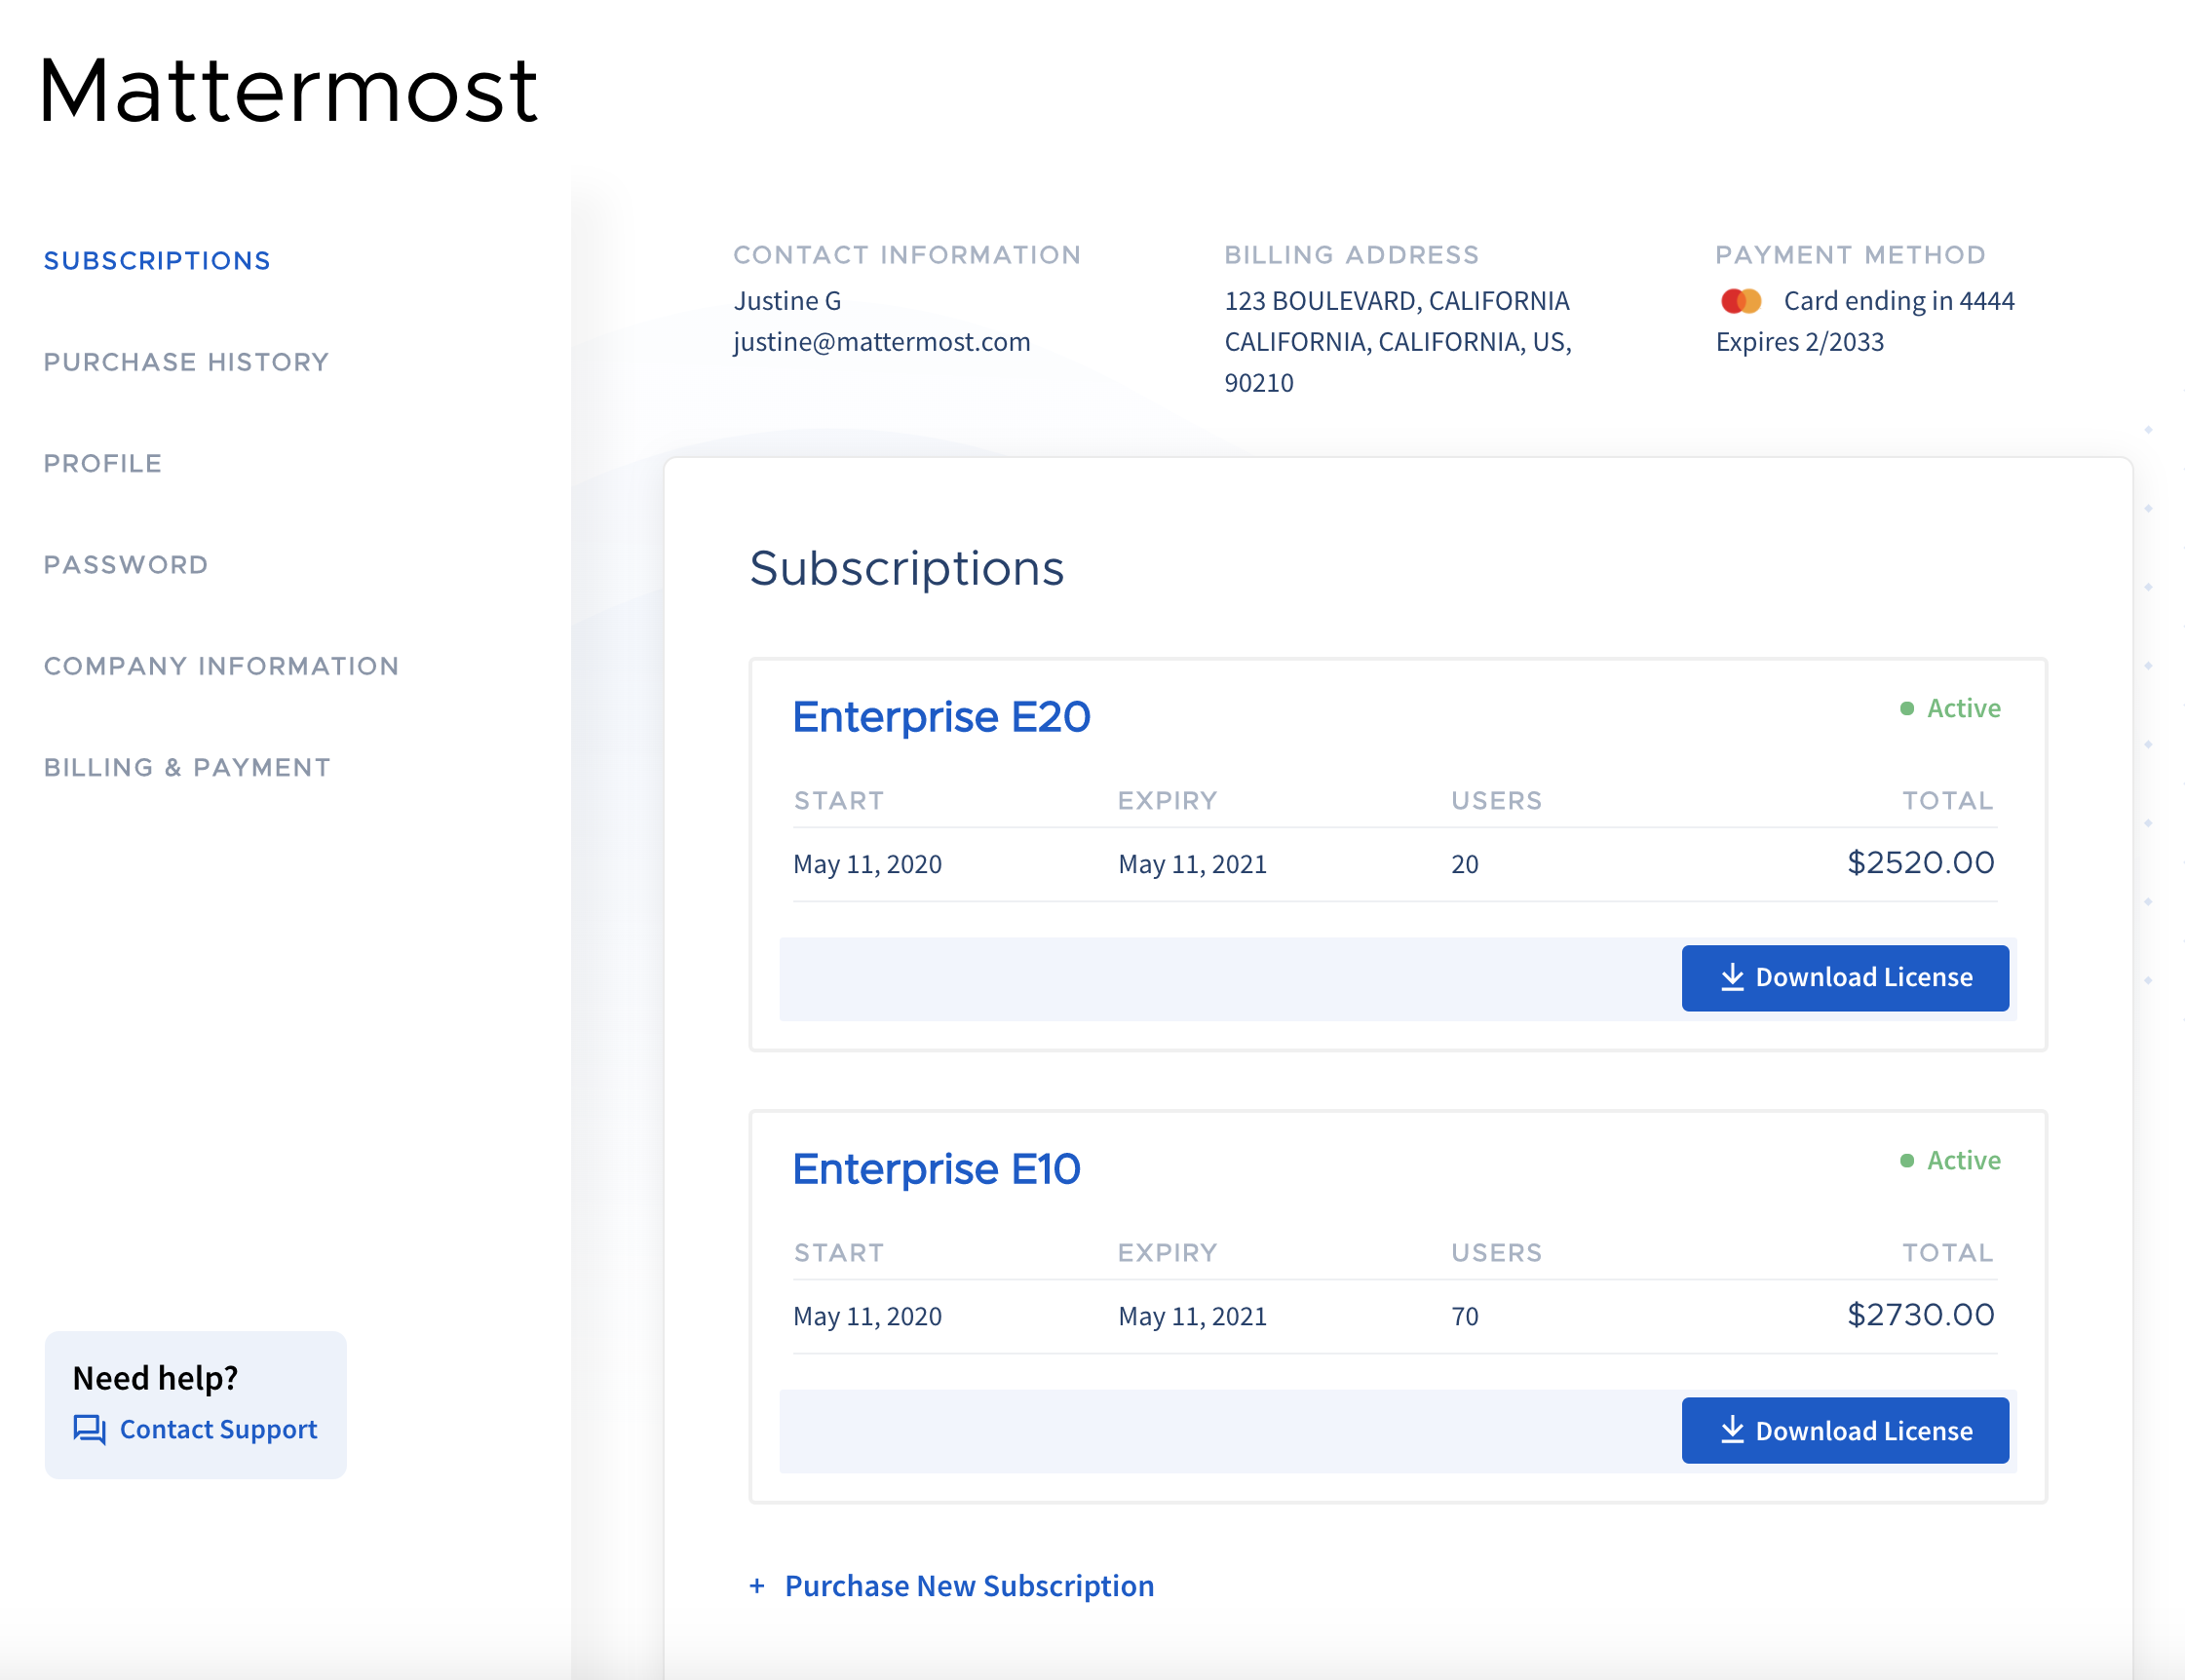 Mattermost
SUBSCRIPTIONS
PURCHASE HISTORY
PROFILE
PASSWORD
COMPANY INFORMATION
BILLING & PAYMENT
Need help?
Contact Support
CONTACT INFORMATION
Justine G
justine@mattermost.com
BILLING ADDRESS
123 BOULEVARD, CALIFORNIA
CALIFORNIA, CALIFORNIA, US,
90210
PAYMENT METHOD
Card ending in 4444
Expires 2/2033
Subscriptions
Enterprise E20
Active
START EXPIRY USERS TOTAL
May 11, 2020 May 11, 2021 20 $2520.00
Download License
Enterprise E10
Active
START EXPIRY USERS TOTAL
May 11, 2020 May 11, 2021 70 $2730.00
Download License
+ Purchase New Subscription